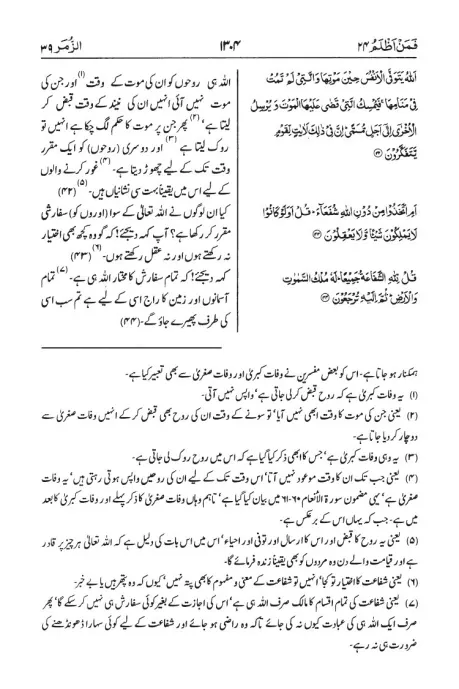 فَمَنْ اَظْلَمُ ۲۴
۱۳۰۴
الزُّمَر ۳۹
اَللّٰهُ يَتَوَفَّى الْاَنْفُسَ حِيْنَ مَوْتِهَا وَالَّتِيْ لَمْ تَمُتْ
فِيْ مَنَامِهَا ۚ فَيُمْسِكُ الَّتِيْ قَضٰى عَلَيْهَا الْمَوْتَ وَيُرْسِلُ
الْاُخْرٰٓى اِلٰٓى اَجَلٍ مُّسَمًّى ۭ اِنَّ فِيْ ذٰلِكَ لَاٰيٰتٍ لِّقَوْمٍ
يَّتَفَكَّرُوْنَ ۝۴۲
اَمِ اتَّخَذُوْا مِنْ دُوْنِ اللّٰهِ شُفَعَاۗءَ ۭ قُلْ اَوَلَوْ كَانُوْا
لَا يَمْلِكُوْنَ شَيْـًٔا وَّلَا يَعْقِلُوْنَ ۝۴۳
قُلْ لِّلّٰهِ الشَّفَاعَةُ جَمِيْعًا ۭ لَهٗ مُلْكُ السَّمٰوٰتِ
وَالْاَرْضِ ۭ ثُمَّ اِلَيْهِ تُرْجَعُوْنَ ۝۴۴
اللہ ہی روحوں کو ان کی موت کے وقت (۱) اور جن کی
موت نہیں آئی انہیں ان کی نیند کے وقت قبض کر
لیتا ہے، (۲) پھر جن پر موت کا حکم لگ چکا ہے انہیں تو
روک لیتا ہے (۳) اور دوسری (روحوں) کو ایک مقرر
وقت تک کے لیے چھوڑ دیتا ہے۔ (۴) غور کرنے والوں
کے لیے اس میں یقیناً بہت سی نشانیاں ہیں۔ (۵) (۴۲)
کیا ان لوگوں نے اللہ تعالیٰ کے سوا (اوروں کو) سفارشی
مقرر کر رکھا ہے؟ آپ کہہ دیجئے! کہ گو وہ کچھ بھی اختیار
نہ رکھتے ہوں اور نہ عقل رکھتے ہوں۔ (۶) (۴۳)
کہہ دیجئے! کہ تمام سفارش کا مختار اللہ ہی ہے۔ (۷) تمام
آسمانوں اور زمین کا راج اسی کے لیے ہے تم سب اسی
کی طرف پھیرے جاؤ گے۔ (۴۴)
ہمکنار ہو جاتا ہے۔ اس کو بعض مفسرین نے وفات کبریٰ اور وفات صغریٰ سے بھی تعبیر کیا ہے۔
(۱) یہ وفات کبریٰ ہے کہ روح قبض کر لی جاتی ہے، واپس نہیں آتی۔
(۲) یعنی جن کی موت کا وقت ابھی نہیں آیا، تو سونے کے وقت ان کی روح بھی قبض کر کے انہیں وفات صغریٰ سے
دوچار کر دیا جاتا ہے۔
(۳) یہ وہی وفات کبریٰ ہے، جس کا ابھی ذکر کیا گیا ہے کہ اس میں روح روک لی جاتی ہے۔
(۴) یعنی جب تک ان کا وقت موعود نہیں آتا، اس وقت تک کے لیے ان کی روحیں واپس ہوتی رہتی ہیں، یہ وفات
صغریٰ ہے، یہی مضمون سورۃ الأنعام ۶۰-۶۱ میں بیان کیا گیا ہے، تاہم وہاں وفات صغریٰ کا ذکر پہلے اور وفات کبریٰ کا بعد
میں ہے۔ جب کہ یہاں اس کے برعکس ہے۔
(۵) یعنی یہ روح کا قبض اور اس کا ارسال اور توفی اور احیاء، اس میں اس بات کی دلیل ہے کہ اللہ تعالیٰ ہر چیز پر قادر
ہے اور قیامت والے دن وہ مردوں کو بھی یقیناً زندہ فرمائے گا۔
(۶) یعنی شفاعت کا اختیار تو کجا، انہیں تو شفاعت کے معنی و مفہوم کا بھی پتہ نہیں، کیوں کہ وہ پتھر ہیں یا بے خبر۔
(۷) یعنی شفاعت کی تمام اقسام کا مالک صرف اللہ ہی ہے، اس کی اجازت کے بغیر کوئی سفارش ہی نہیں کر سکے گا، پھر
صرف ایک اللہ ہی کی عبادت کیوں نہ کی جائے تاکہ وہ راضی ہو جائے اور شفاعت کے لیے کوئی سہارا ڈھونڈھنے کی
ضرورت ہی نہ رہے۔